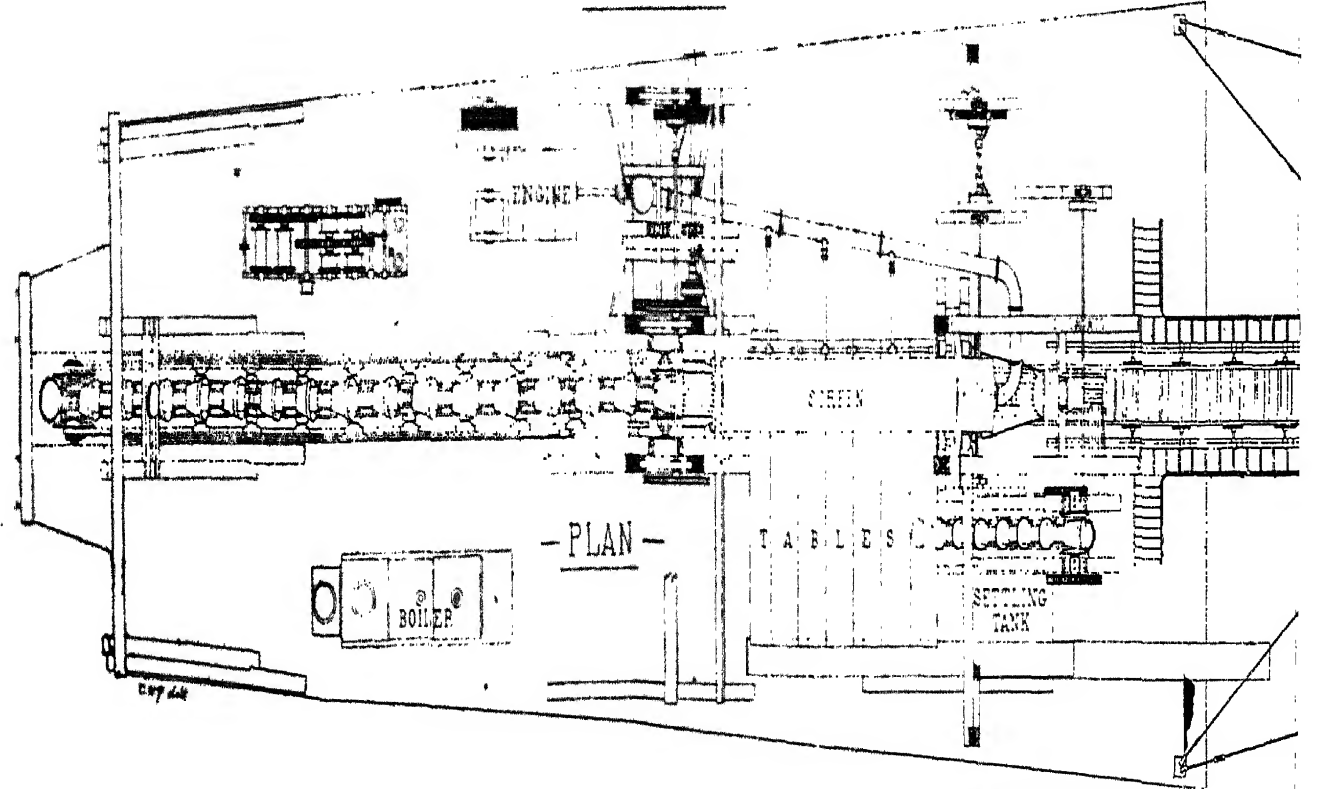 ENGINE
SCREEN
— PLAN —
TABLES
BOILER
SETTLING
TANK